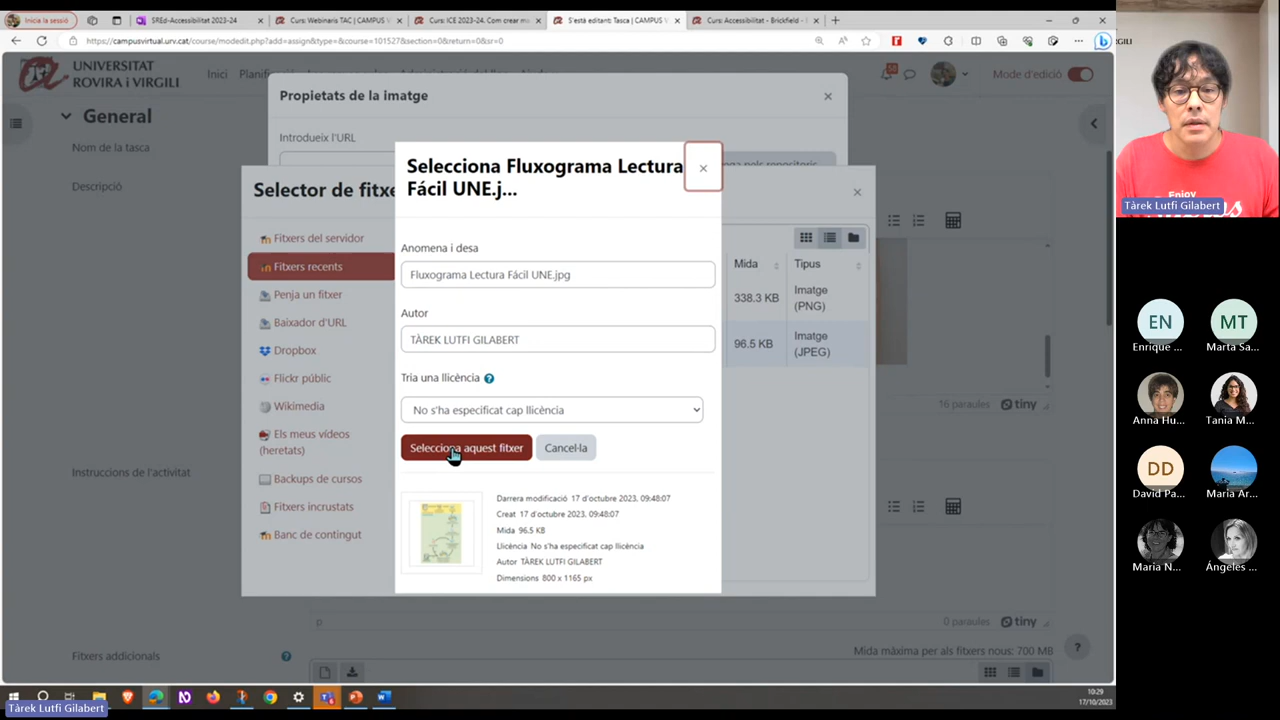 Inicia la sessió
SREd-Accessibilitat 2023-24
Curs: Webinaris TAC | CAMPUS V
Curs: ICE 2023-24. Com crear m
S'està editant: Tasca | CAMPUS V
Curs: Accessibilitat - Brickfield -
https://campusvirtual.urv.cat/course/modedit.php?add=assign&type=&course=101527&section=0&return=0&sr=0
UNIVERSITAT
ROVIRA i VIRGILI
Inici
Mode d'edició
General
Nom de la tasca
Descripció
Instruccions de l'activitat
Fitxers addicionals
Propietats de la imatge
Introdueix l'URL
Selector de fitxe
Fitxers del servidor
Fitxers recents
Penja un fitxer
Baixador d'URL
Dropbox
Flickr públic
Wikimedia
Els meus vídeos
(heretats)
Backups de cursos
Fitxers incrustats
Banc de contingut
Selecciona Fluxograma Lectura
Fácil UNE.j...
Anomena i desa
Fluxograma Lectura Fácil UNE.jpg
Autor
TÀREK LUTFI GILABERT
Tria una llicència
No s'ha especificat cap llicència
Selecciona aquest fitxer
Cancel·la
Darrera modificació 17 d'octubre 2023, 09:48:07
Creat 17 d'octubre 2023, 09:48:07
Mida 96.5 KB
Llicència No s'ha especificat cap llicència
Autor TÀREK LUTFI GILABERT
Dimensions 800 x 1165 px
Mida
Tipus
338.3 KB
Imatge
(PNG)
96.5 KB
Imatge
(JPEG)
16 paraules
tiny
p
0 paraules
tiny
Mida màxima per als fitxers nous: 700 MB
10:29
17/10/2023
Tàrek Lutfi Gilabert
Enjoy
Tàrek Lutfi Gilabert
EN
Enrique ...
MT
Marta Sa...
Anna Hu...
Tania M...
DD
David Pa...
Maria Ar...
Maria N...
Ángeles ...